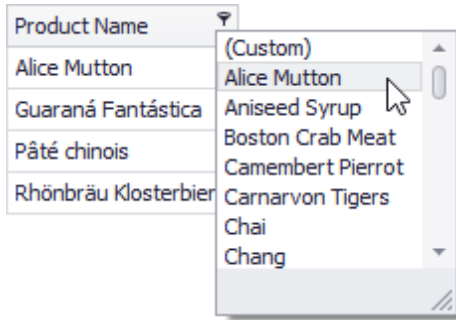 Product Name
Alice Mutton
Guaraná Fantástica
Pâté chinois
Rhönbräu Klosterbier
(Custom)
Alice Mutton
Aniseed Syrup
Boston Crab Meat
Camembert Pierrot
Carnarvon Tigers
Chai
Chang